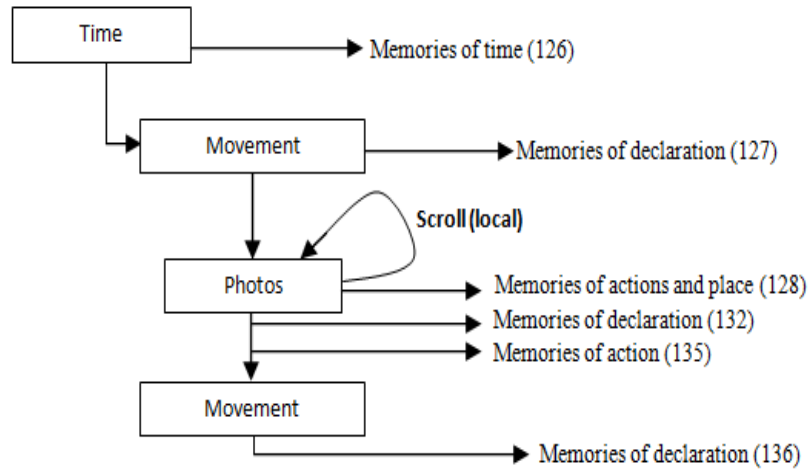 Time
Memories of time (126)
Movement
Memories of declaration (127)
Scroll (local)
Photos
Memories of actions and place (128)
Memories of declaration (132)
Memories of action (135)
Movement
Memories of declaration (136)